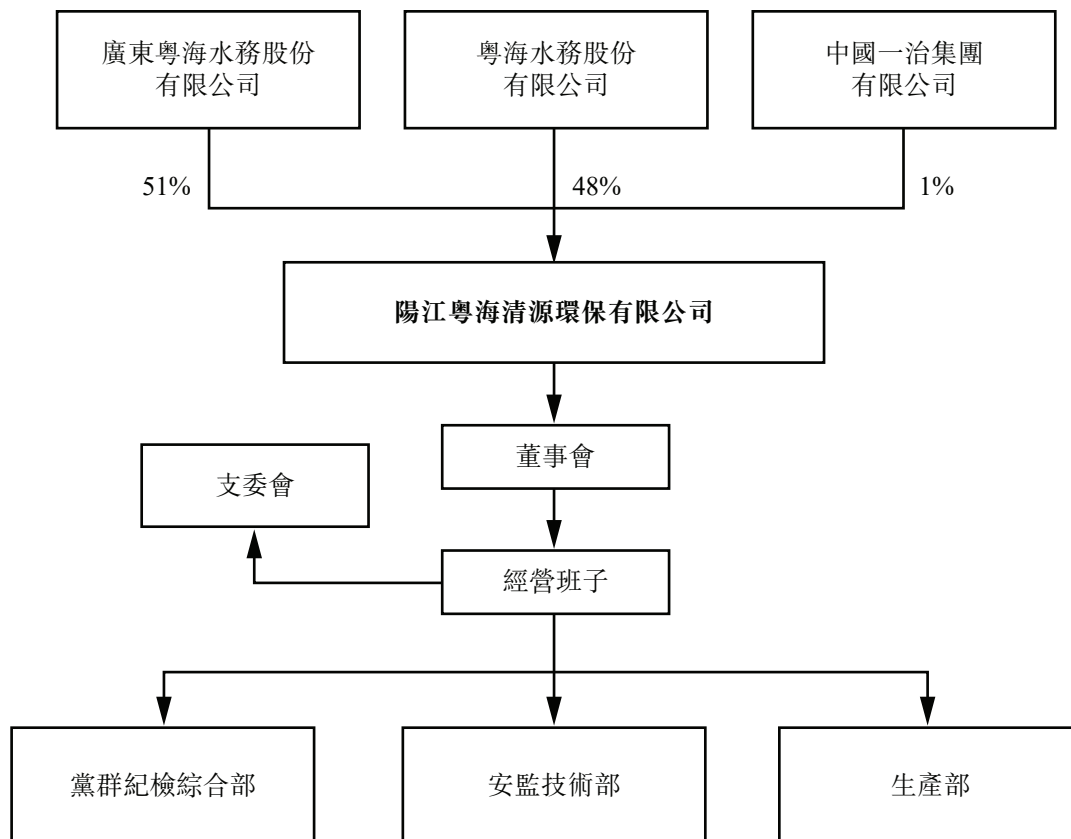 廣東粵海水務股份
有限公司
粵海水務股份
有限公司
中國一冶集團
有限公司
51%
48%
1%
陽江粵海清源環保有限公司
董事會
支委會
經營班子
黨群紀檢綜合部
安監技術部
生產部